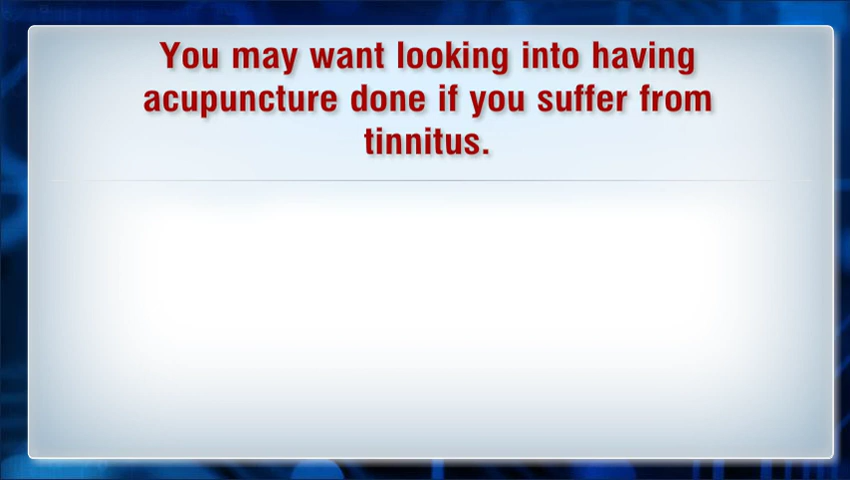 You may want looking into having
acupuncture done if you suffer from
tinnitus.